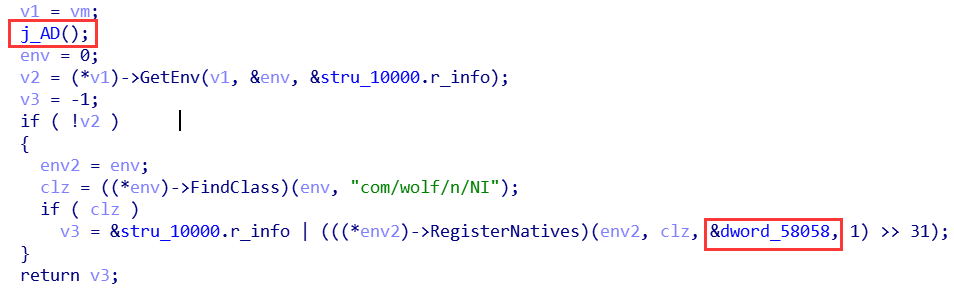 v1 = vm;
j_AD();
env = 0;
v2 = (*v1)->GetEnv(v1, &env, &stru_10000.r_info);
v3 = -1;
if ( !v2 )
{
env2 = env;
clz = ((*env)->FindClass)(env, "com/wolf/n/NI");
if ( clz )
v3 = &stru_10000.r_info | (((*env2)->RegisterNatives)(env2, clz, &dword_58058, 1) >> 31);
}
return v3;